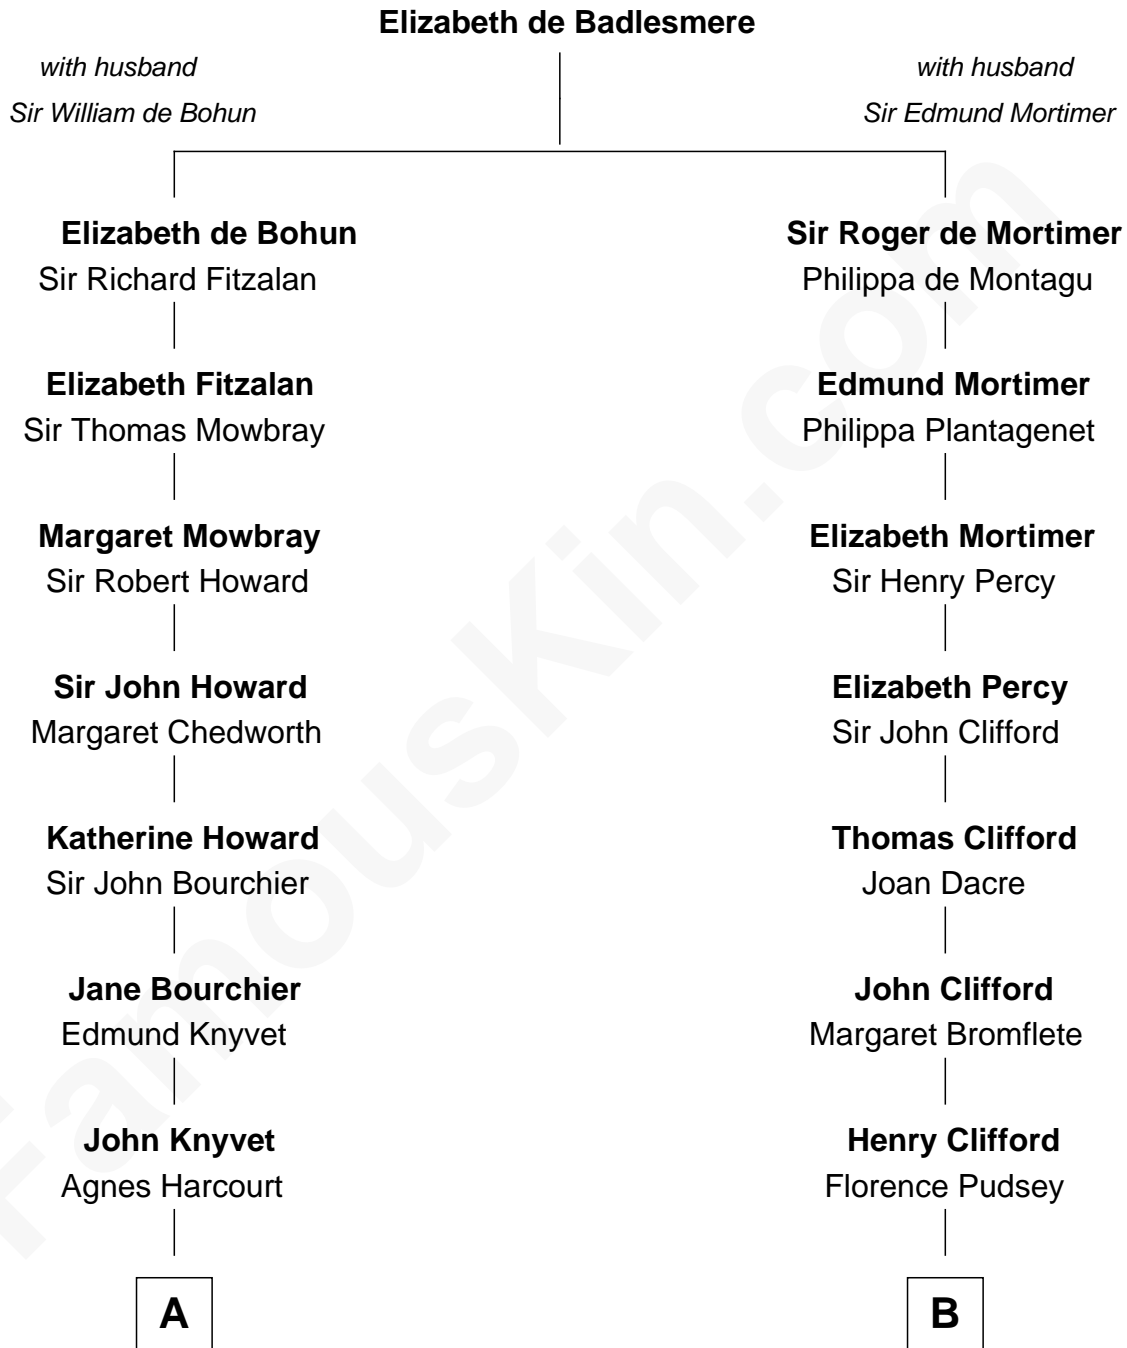 Elizabeth de Badlesmere
with husband
Sir William de Bohun
with husband
Sir Edmund Mortimer
Elizabeth de Bohun
Sir Richard Fitzalan
Sir Roger de Mortimer
Philippa de Montagu
Elizabeth Fitzalan
Sir Thomas Mowbray
Edmund Mortimer
Philippa Plantagenet
Margaret Mowbray
Sir Robert Howard
Elizabeth Mortimer
Sir Henry Percy
Sir John Howard
Margaret Chedworth
Elizabeth Percy
Sir John Clifford
Katherine Howard
Sir John Bourchier
Thomas Clifford
Joan Dacre
Jane Bourchier
Edmund Knyvet
John Clifford
Margaret Bromflete
John Knyvet
Agnes Harcourt
Henry Clifford
Florence Pudsey
A
B
FamousKin.com